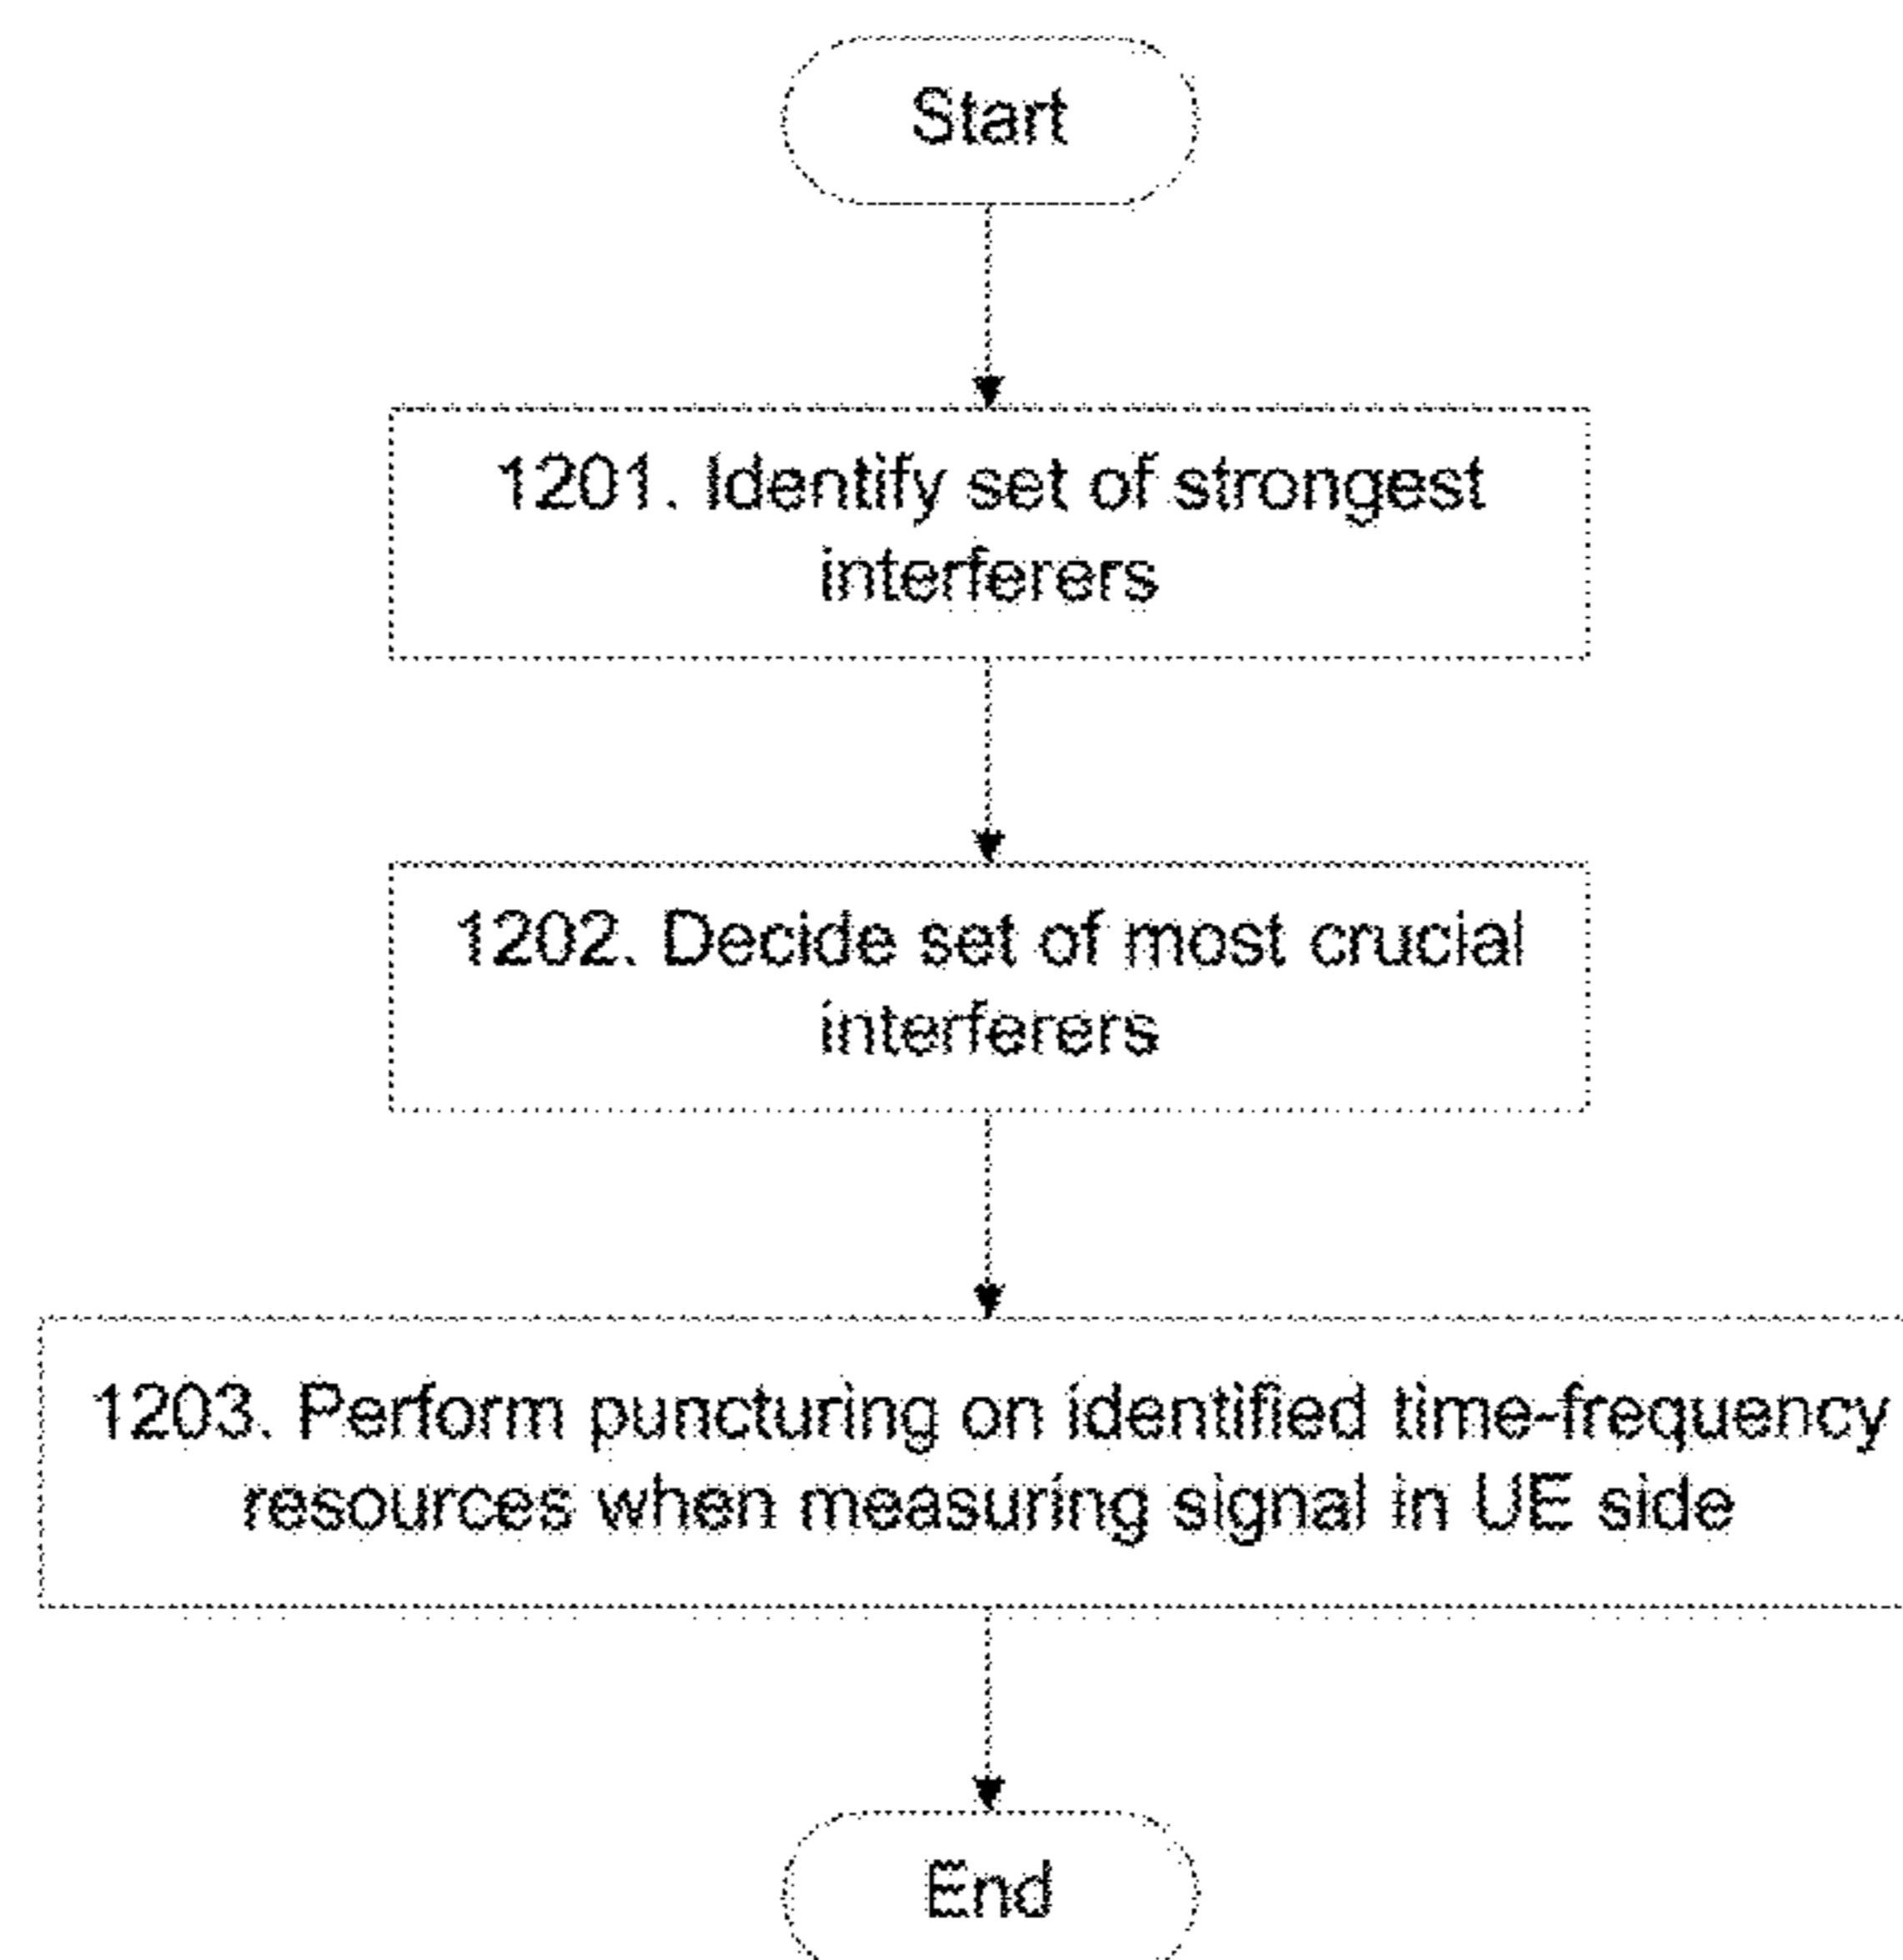 Start
1201. Identify set of strongest
interferers
1202. Decide set of most crucial
interferers
1203. Perform puncturing on identified time-frequency
resources when measuring signal in UE side
End